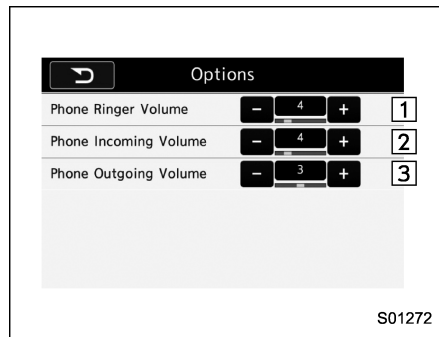 Options
Phone Ringer Volume - 4 + 1
Phone Incoming Volume - 4 + 2
Phone Outgoing Volume - 3 + 3
S01272